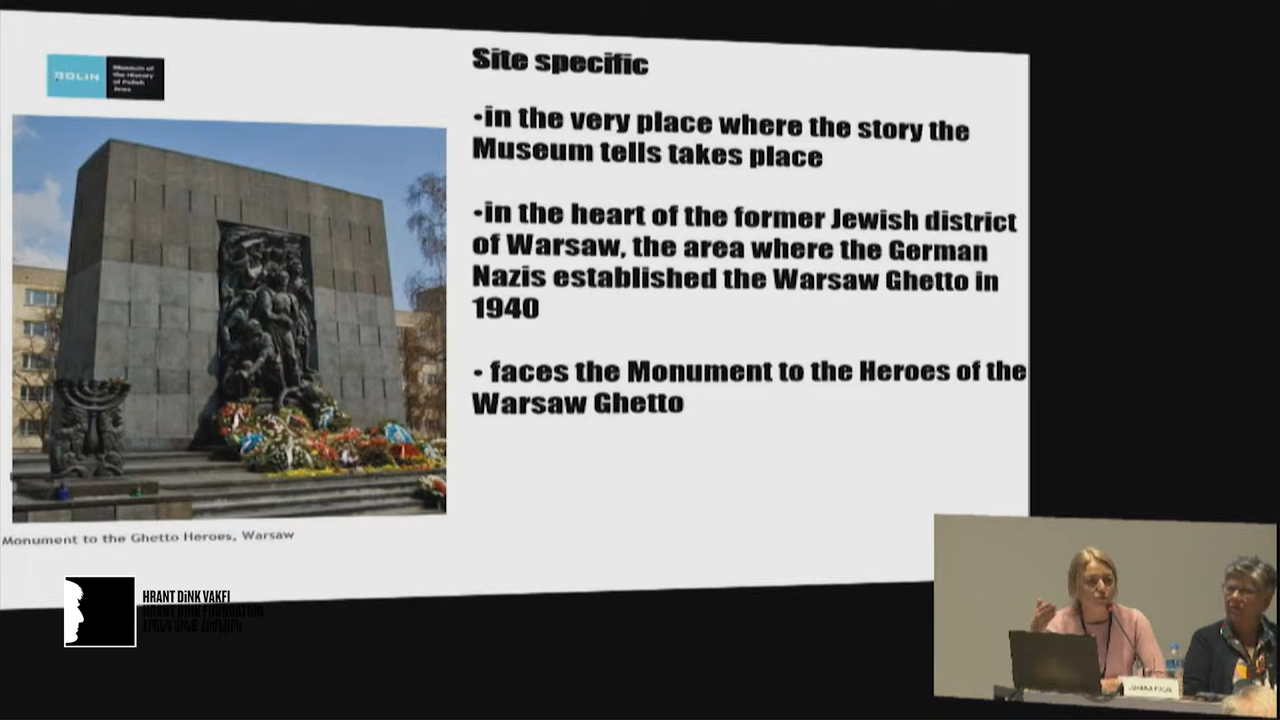 POLIN
Museum of
the History
of Polish
Jews
Site specific
•in the very place where the story the
Museum tells takes place
•in the heart of the former Jewish district
of Warsaw, the area where the German
Nazis established the Warsaw Ghetto in
1940
• faces the Monument to the Heroes of the
Warsaw Ghetto
Monument to the Ghetto Heroes, Warsaw
HRANT DiNK VAKFI
HRANT DINK FOUNDATION